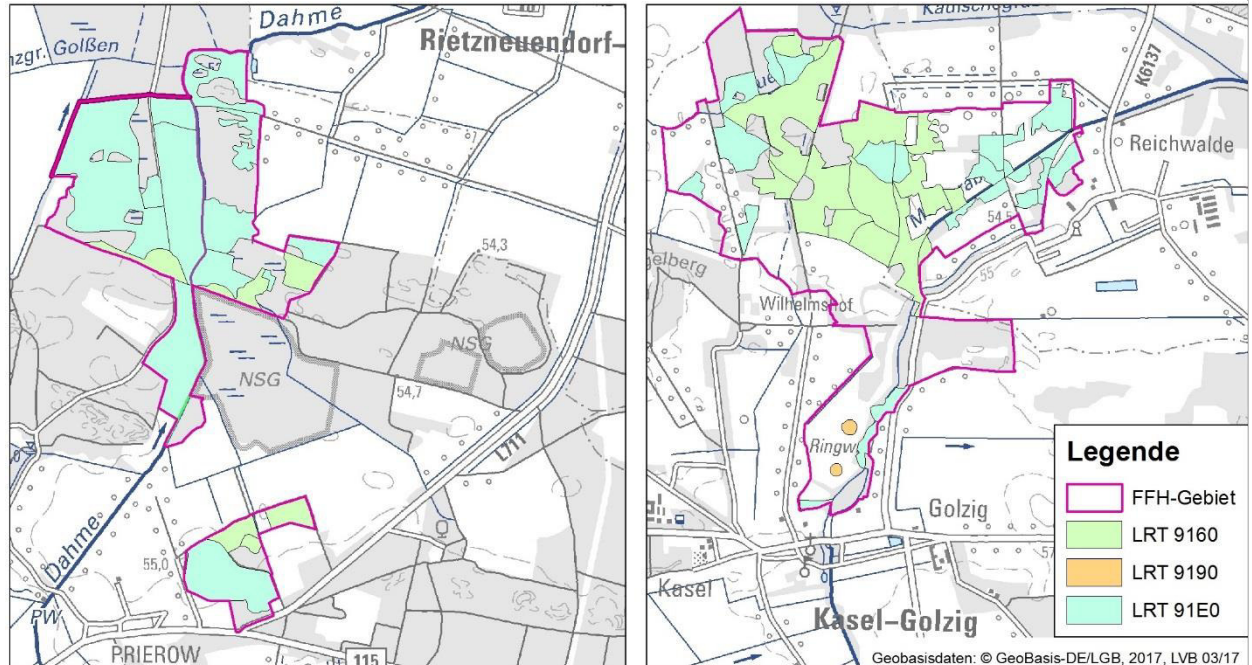 Dahme
nzgr. Golßen
Rietzneuendorf-
54,3
NSG
NSG
54,7
L711
Dahme
55,0
PW
PRIEROW
115
K6137
Reichwalde
54,5
55
gelberg
Wilhelmshof
Ringw
Golzig
Kasel
Kasel-Golzig
Legende
FFH-Gebiet
LRT 9160
LRT 9190
LRT 91E0
Geobasisdaten: © GeoBasis-DE/LGB, 2017, LVB 03/17